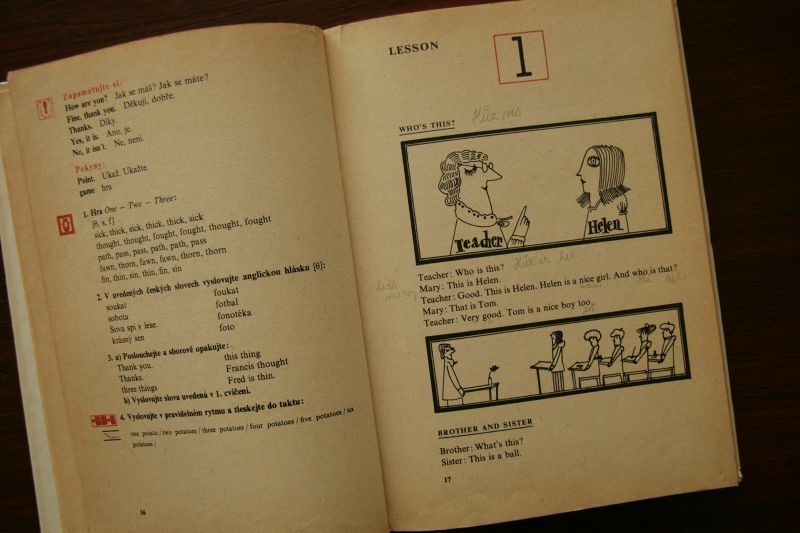 Zapamatujte si:
How are you? Jak se máš? Jak se máte?
Fine, thank you. Děkuji, dobře.
Thanks. Díky.
Yes, it is. Ano, je.
No, it isn't. Ne, není.
Pokyny:
Point. Ukaž. Ukažte.
game hra
1. Hra One — Two — Three:
[θ, s, f]
sick, thick, sick, thick, thick, sick
thought, thought, fought, fought, thought, fought
path, pass, pass, path, path, pass
fawn, thorn, fawn, fawn, thorn, thorn
fin, thin, sin, thin, fin, sin
2. V uvedených českých slovech vyslovujte anglickou hlásku [θ]:
soukat foukat
sobota fotbal
Sova spí v lese. fonotéka
krásný sen foto
3. a) Poslouchejte a sborově opakujte:
Thank you. this thing
Thanks. Francis thought
three things Fred is thin.
b) Vyslovujte slova uvedená v 1. cvičení.
4. Vyslovujte v pravidelném rytmu a tleskejte do taktu:
one potato / two potatoes / three potatoes / four potatoes / five potatoes / six
potatoes /
16
LESSON 1
WHO'S THIS?
Teacher Helen
Teacher: Who is this?
Mary: This is Helen.
Teacher: Good. This is Helen. Helen is a nice girl. And who is that?
Mary: That is Tom.
Teacher: Very good. Tom is a nice boy too.
BROTHER AND SISTER
Brother: What's this?
Sister: This is a ball.
17